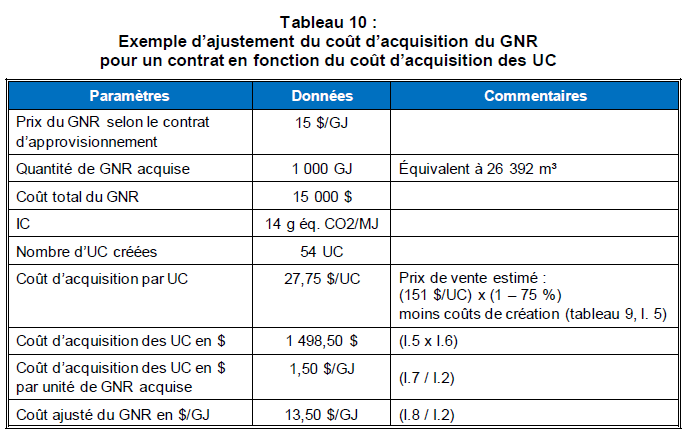 Tableau 10 :
Exemple d'ajustement du coût d'acquisition du GNR
pour un contrat en fonction du coût d'acquisition des UC
Paramètres Données Commentaires
Prix du GNR selon le contrat
d'approvisionnement 15 $/GJ
Quantité de GNR acquise 1 000 GJ Équivalent à 26 392 m³
Coût total du GNR 15 000 $
IC 14 g éq. CO2/MJ
Nombre d'UC créées 54 UC
Coût d'acquisition par UC 27,75 $/UC Prix de vente estimé :
(151 $/UC) x (1 – 75 %)
moins coûts de création (tableau 9, l. 5)
Coût d'acquisition des UC en $ 1 498,50 $ (l.5 x l.6)
Coût d'acquisition des UC en $
par unité de GNR acquise 1,50 $/GJ (l.7 / l.2)
Coût ajusté du GNR en $/GJ 13,50 $/GJ (l.8 / l.2)